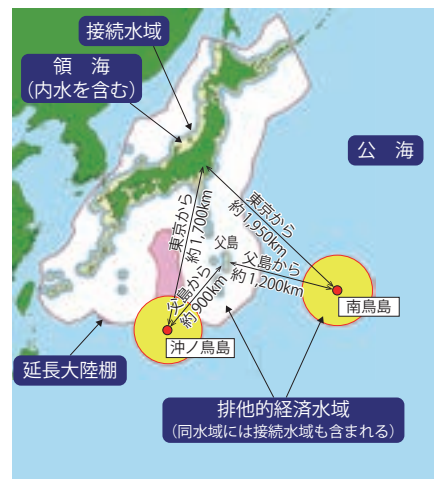 接続水域
領　海
（内水を含む）
公　海
東京から
約1,700km
東京から
約1,950km
父島
父島から
約1,200km
父島から
約900km
南鳥島
沖ノ鳥島
延長大陸棚
排他的経済水域
（同水域には接続水域も含まれる）